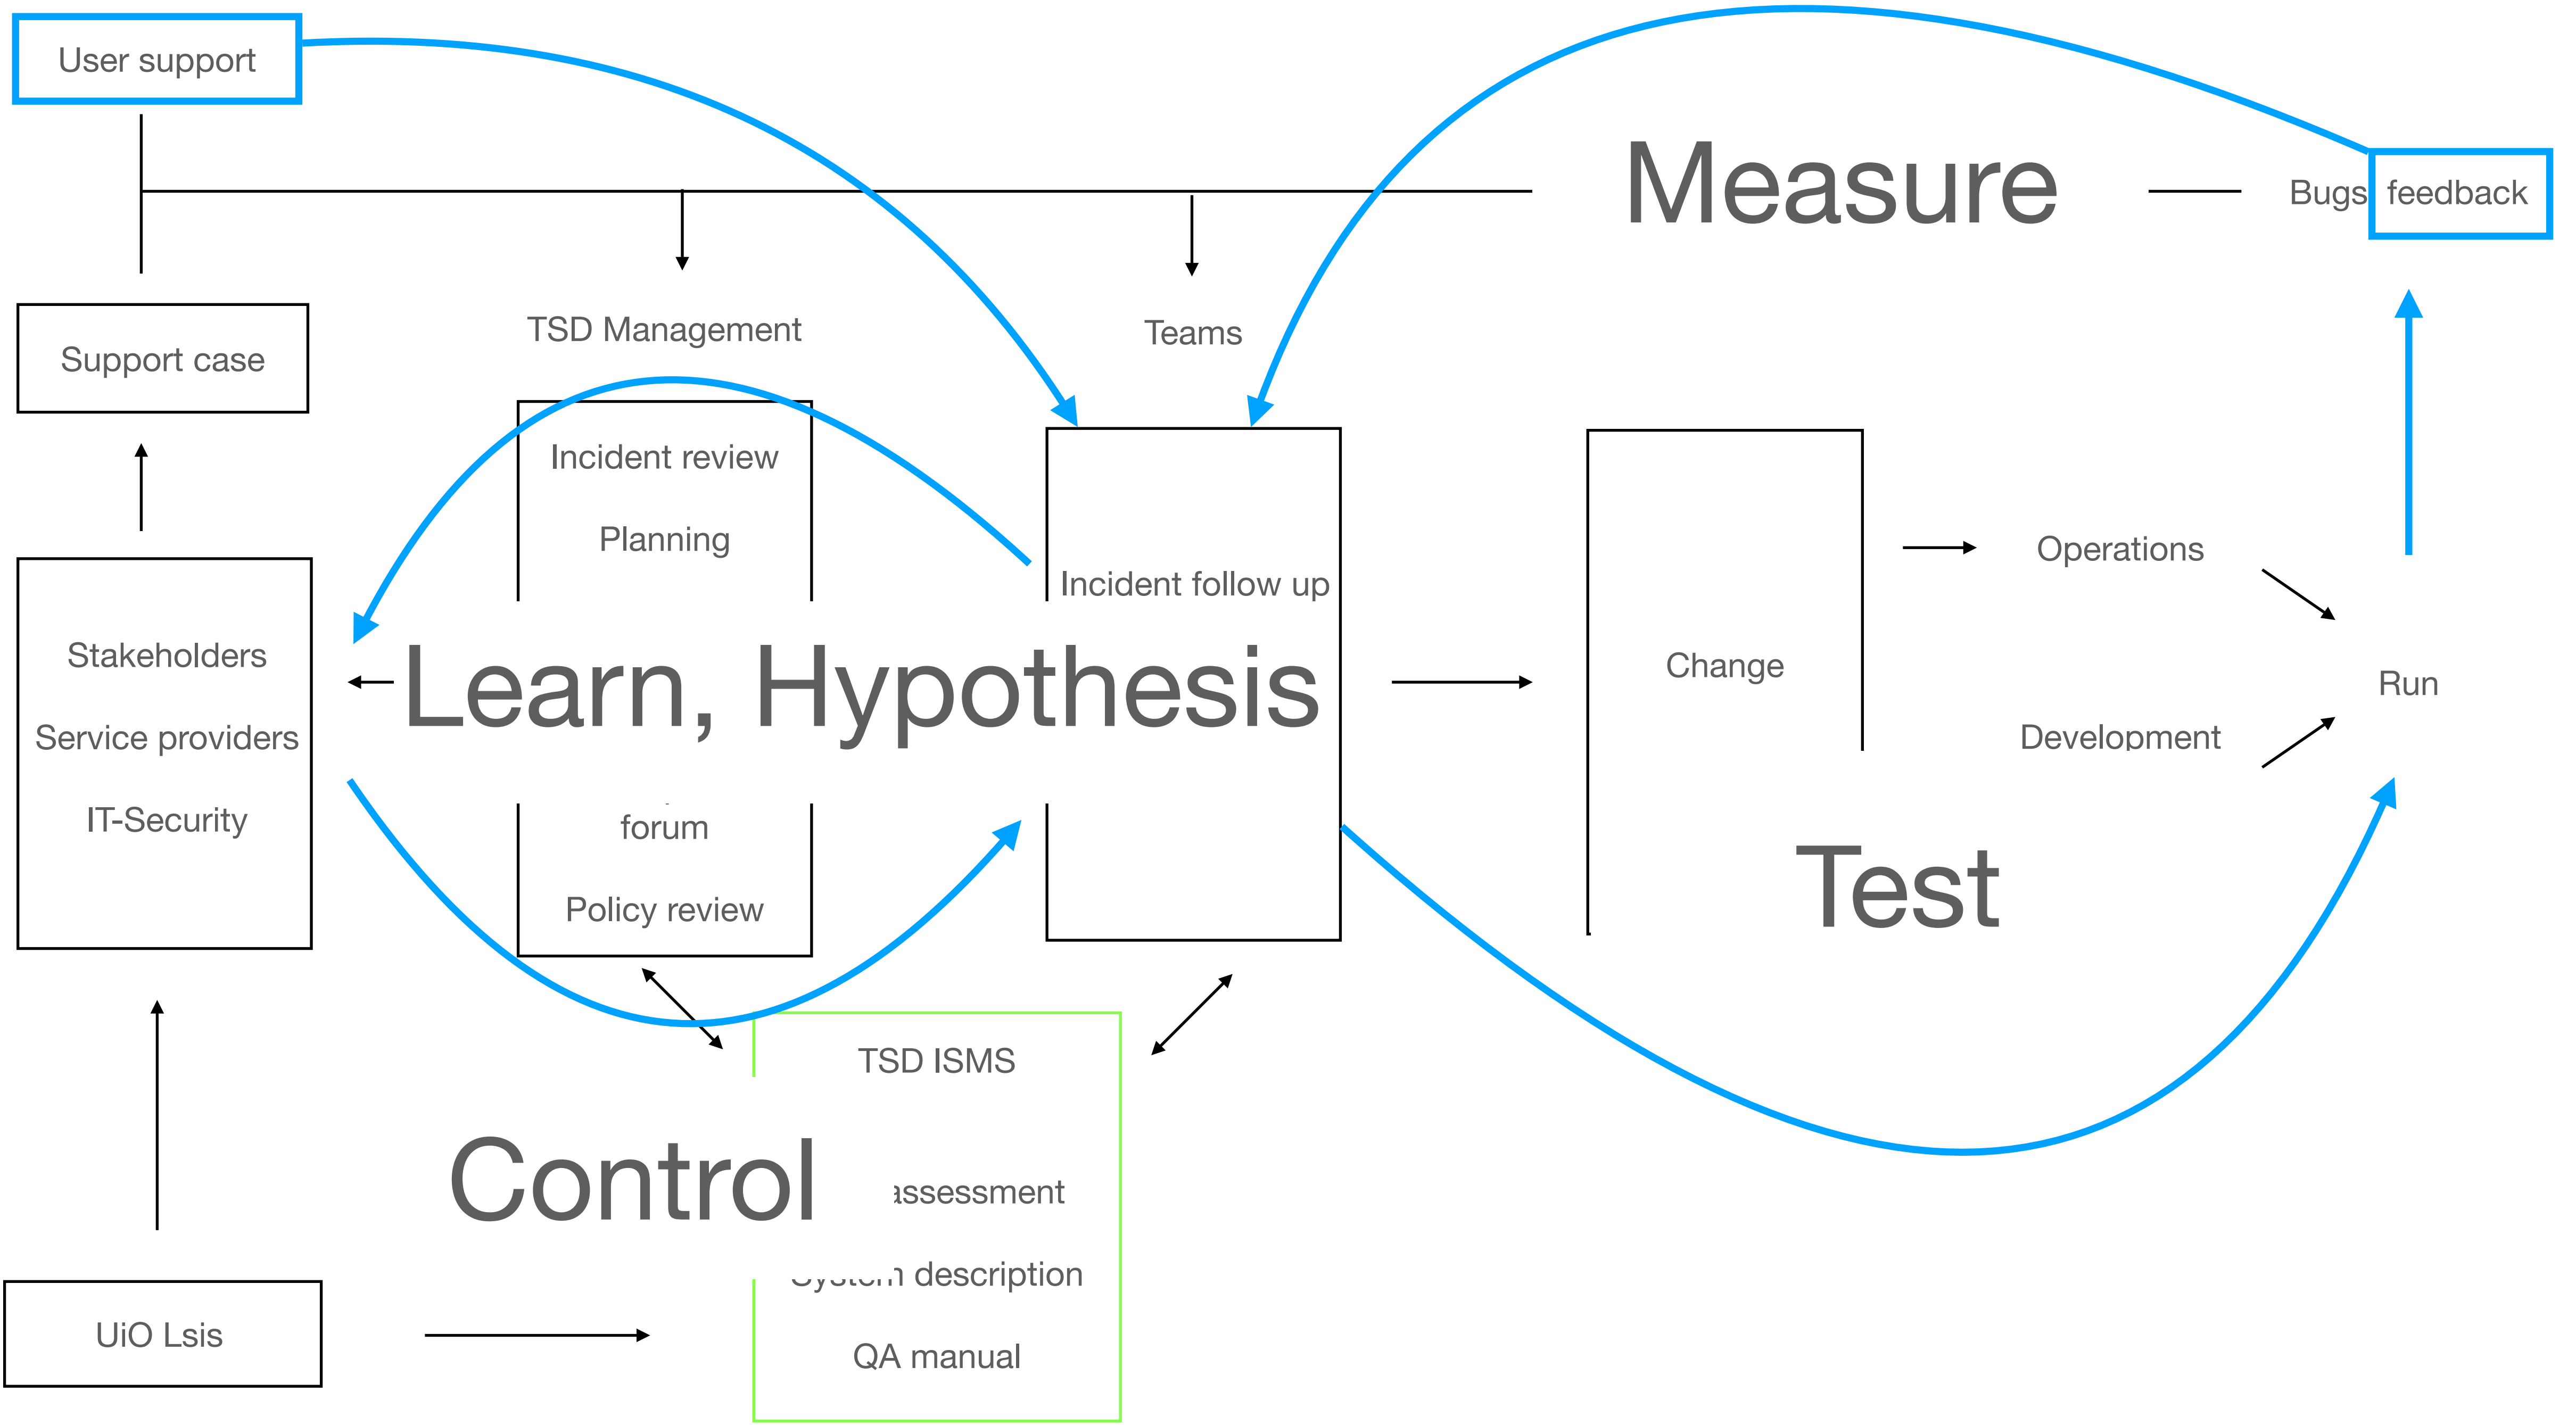 User support
Measure
Bugs
feedback
Support case
TSD Management
Teams
Incident review
Planning
Incident follow up
Stakeholders
Service providers
IT-Security
Learn, Hypothesis
forum
Policy review
Change
Operations
Development
Run
Test
TSD ISMS
Control
assessment
description
QA manual
UiO Lsis